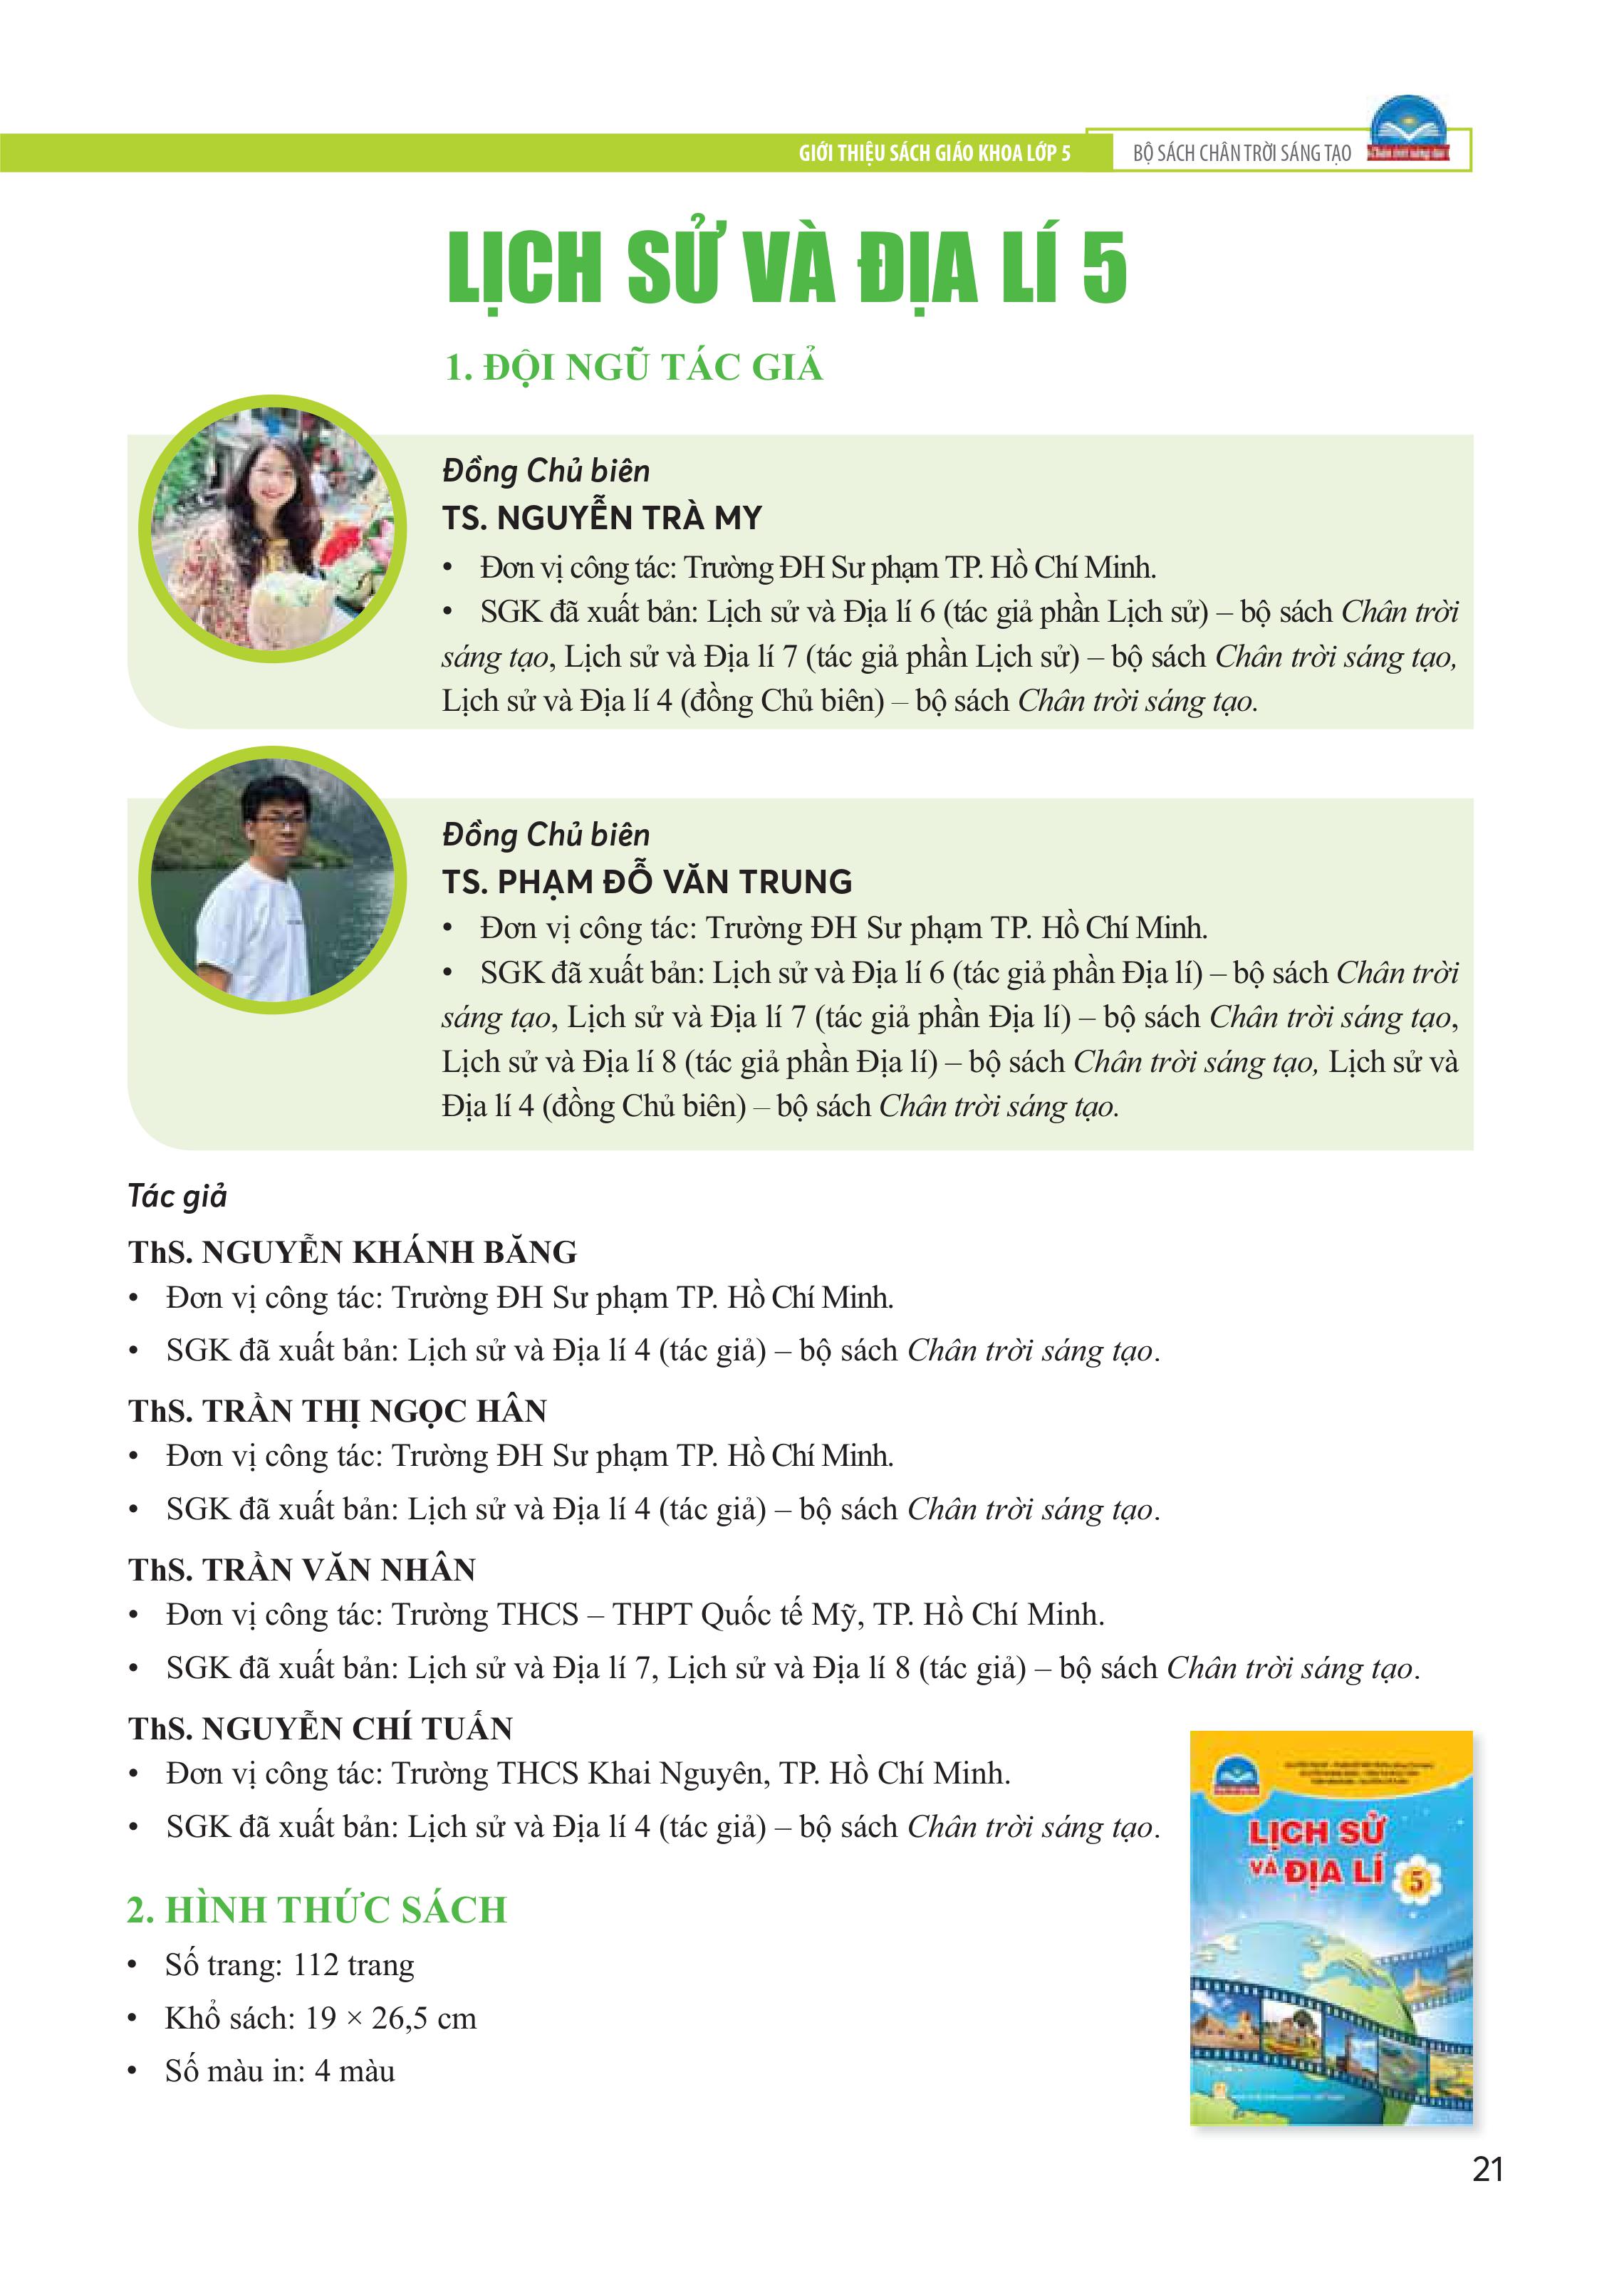 GIỚI THIỆU SÁCH GIÁO KHOA LỚP 5
BỘ SÁCH CHÂN TRỜI SÁNG TẠO
LỊCH SỬ VÀ ĐỊA LÍ 5
1. ĐỘI NGŨ TÁC GIẢ
Đồng Chủ biên
TS. NGUYỄN TRÀ MY
• Đơn vị công tác: Trường ĐH Sư phạm TP. Hồ Chí Minh.
• SGK đã xuất bản: Lịch sử và Địa lí 6 (tác giả phần Lịch sử) – bộ sách Chân trời
sáng tạo, Lịch sử và Địa lí 7 (tác giả phần Lịch sử) – bộ sách Chân trời sáng tạo,
Lịch sử và Địa lí 4 (đồng Chủ biên) – bộ sách Chân trời sáng tạo.
Đồng Chủ biên
TS. PHẠM ĐỖ VĂN TRUNG
• Đơn vị công tác: Trường ĐH Sư phạm TP. Hồ Chí Minh.
• SGK đã xuất bản: Lịch sử và Địa lí 6 (tác giả phần Địa lí) – bộ sách Chân trời
sáng tạo, Lịch sử và Địa lí 7 (tác giả phần Địa lí) – bộ sách Chân trời sáng tạo,
Lịch sử và Địa lí 8 (tác giả phần Địa lí) – bộ sách Chân trời sáng tạo, Lịch sử và
Địa lí 4 (đồng Chủ biên) – bộ sách Chân trời sáng tạo.
Tác giả
ThS. NGUYỄN KHÁNH BĂNG
• Đơn vị công tác: Trường ĐH Sư phạm TP. Hồ Chí Minh.
• SGK đã xuất bản: Lịch sử và Địa lí 4 (tác giả) – bộ sách Chân trời sáng tạo.
ThS. TRẦN THỊ NGỌC HÂN
• Đơn vị công tác: Trường ĐH Sư phạm TP. Hồ Chí Minh.
• SGK đã xuất bản: Lịch sử và Địa lí 4 (tác giả) – bộ sách Chân trời sáng tạo.
ThS. TRẦN VĂN NHÂN
• Đơn vị công tác: Trường THCS – THPT Quốc tế Mỹ, TP. Hồ Chí Minh.
• SGK đã xuất bản: Lịch sử và Địa lí 7, Lịch sử và Địa lí 8 (tác giả) – bộ sách Chân trời sáng tạo.
ThS. NGUYỄN CHÍ TUẤN
• Đơn vị công tác: Trường THCS Khai Nguyên, TP. Hồ Chí Minh.
• SGK đã xuất bản: Lịch sử và Địa lí 4 (tác giả) – bộ sách Chân trời sáng tạo.
2. HÌNH THỨC SÁCH
• Số trang: 112 trang
• Khổ sách: 19 × 26,5 cm
• Số màu in: 4 màu
LỊCH SỬ
VÀ ĐỊA LÍ 5
21